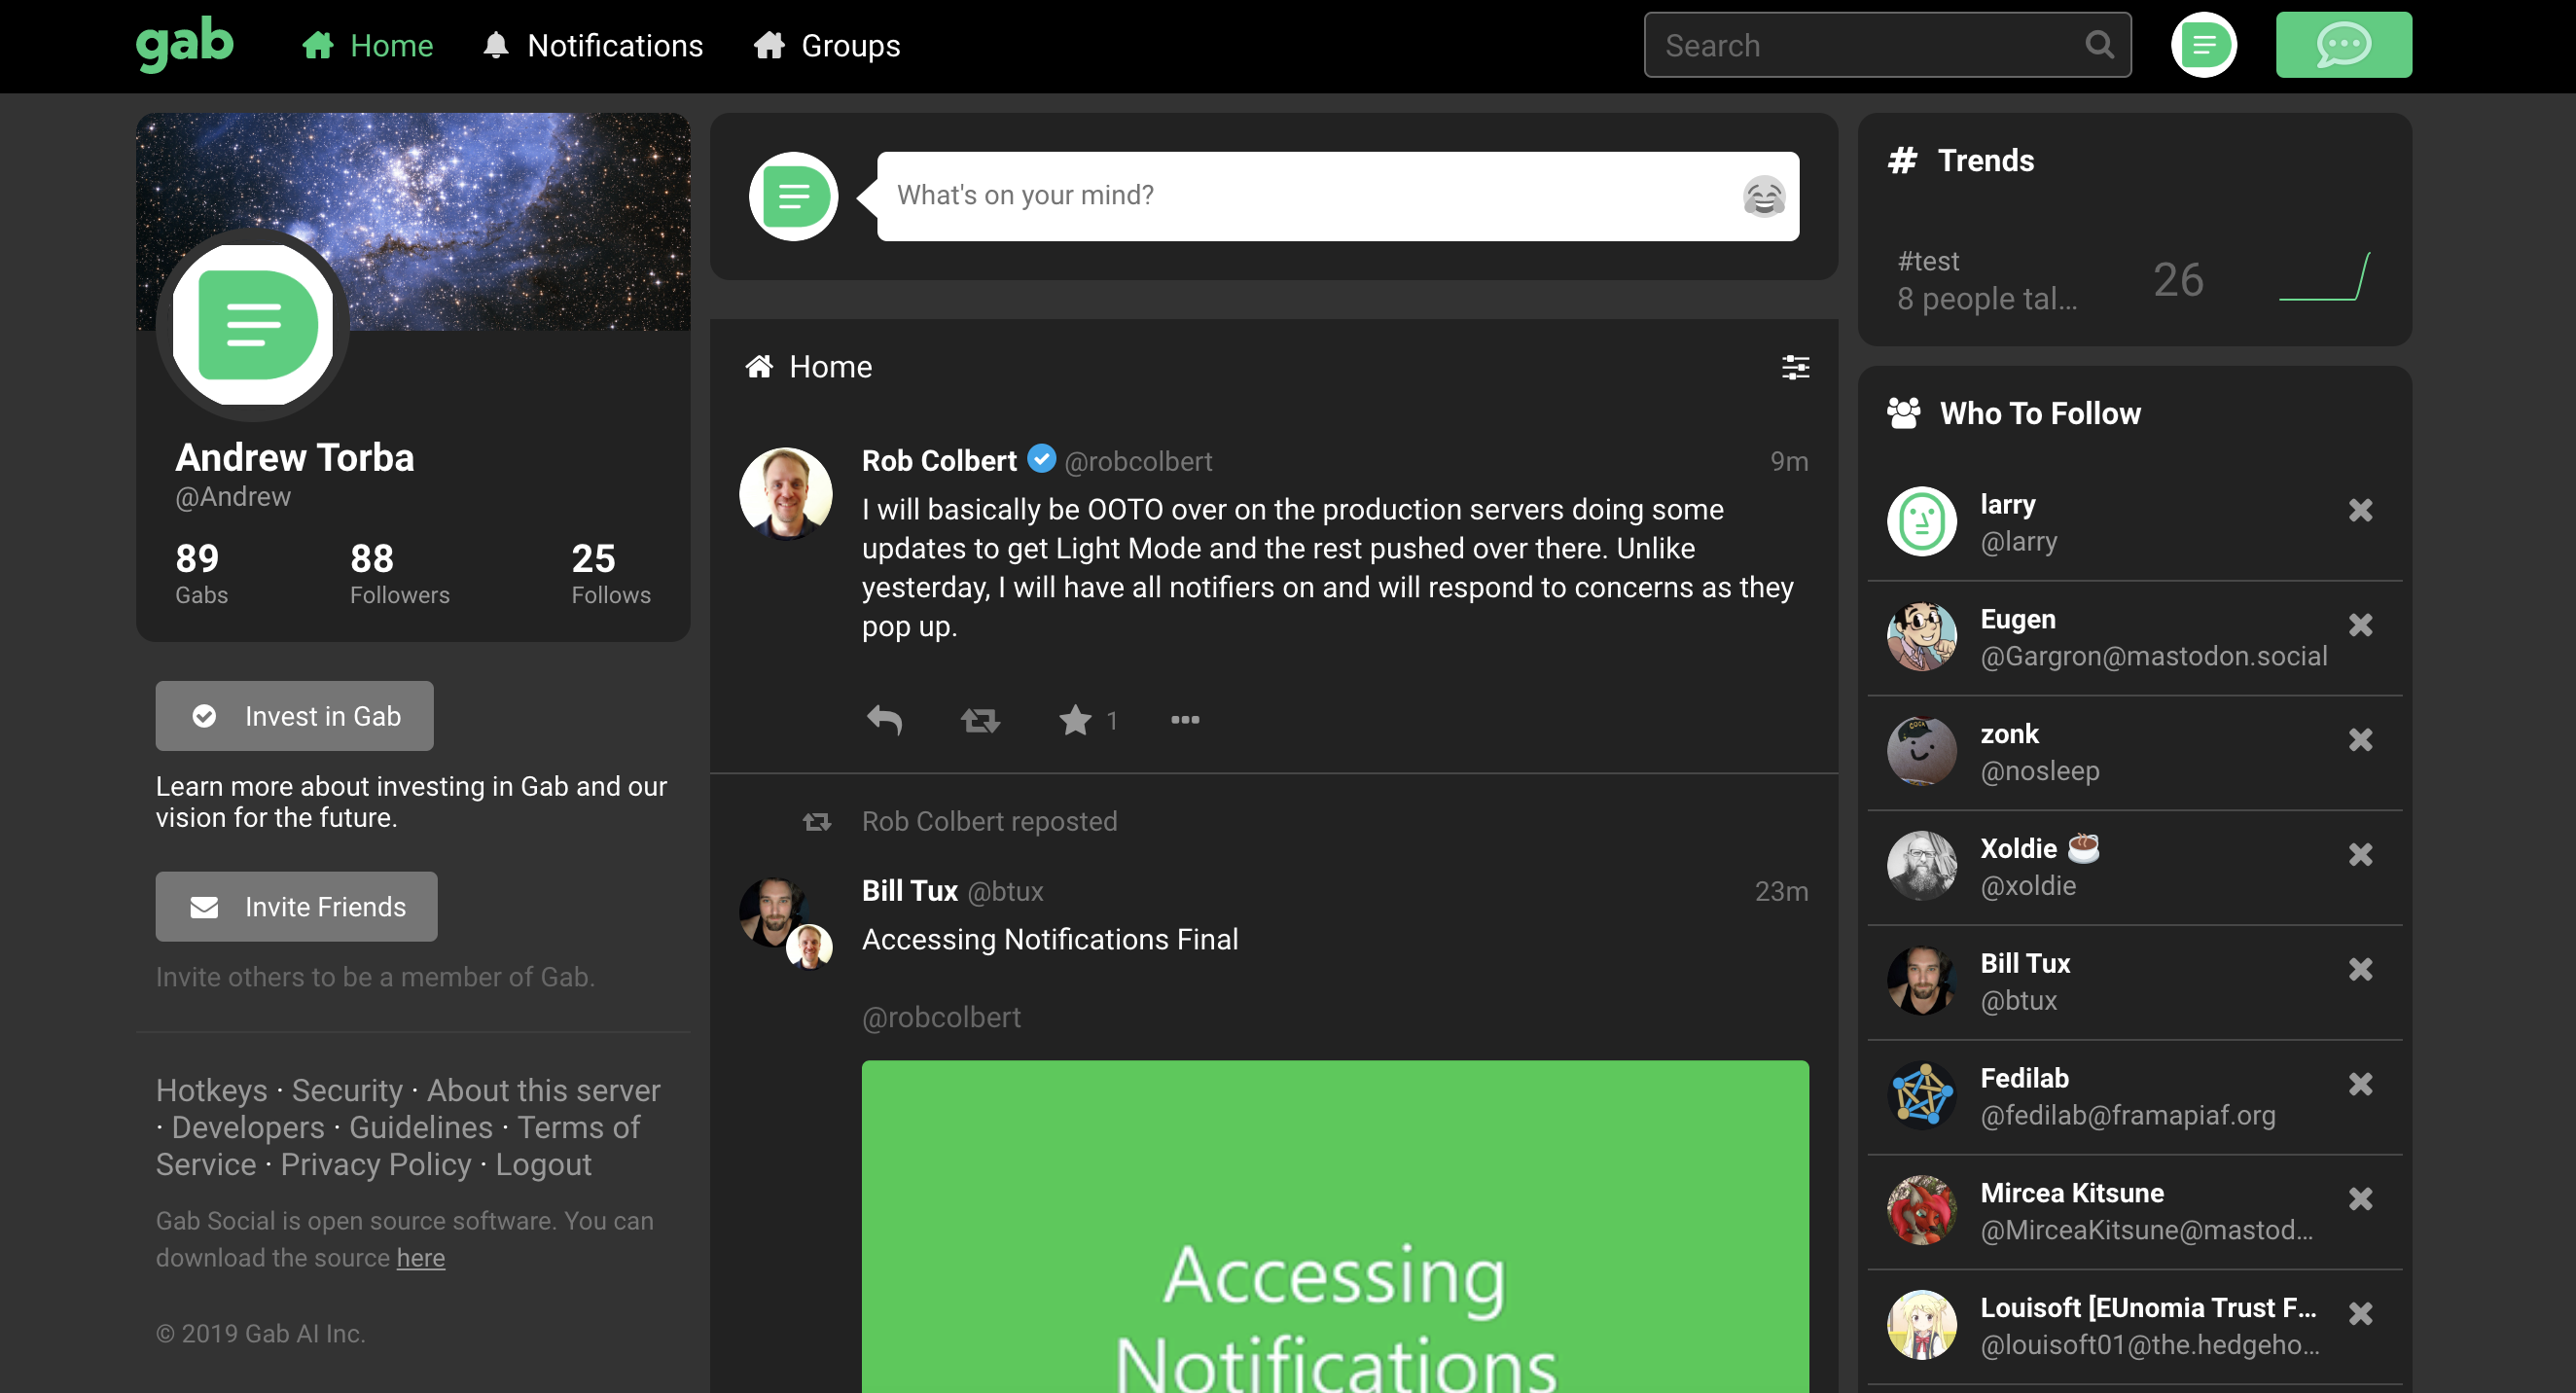 gab
Home
Notifications
Groups
Search
Andrew Torba
@Andrew
89
Gabs
88
Followers
25
Follows
Invest in Gab
Learn more about investing in Gab and our
vision for the future.
Invite Friends
Invite others to be a member of Gab.
Hotkeys · Security · About this server
· Developers · Guidelines · Terms of
Service · Privacy Policy · Logout
Gab Social is open source software. You can
download the source here
© 2019 Gab AI Inc.
What's on your mind?
Home
Rob Colbert @robcolbert 9m
I will basically be OOTO over on the production servers doing some
updates to get Light Mode and the rest pushed over there. Unlike
yesterday, I will have all notifiers on and will respond to concerns as they
pop up.
1
Rob Colbert reposted
Bill Tux @btux 23m
Accessing Notifications Final
@robcolbert
Accessing
Notifications
# Trends
#test
8 people tal...
26
Who To Follow
larry
@larry
Eugen
@Gargron@mastodon.social
zonk
@nosleep
Xoldie ☕
@xoldie
Bill Tux
@btux
Fedilab
@fedilab@framapiaf.org
Mircea Kitsune
@MirceaKitsune@mastod...
Louisoft [EUnomia Trust F...
@louisoft01@the.hedgeho...